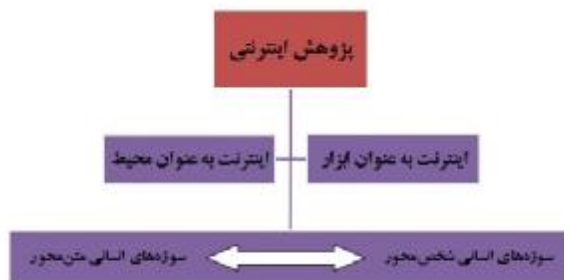 پژوهش اینترنتی
اینترنت به عنوان ابزار
اینترنت به عنوان محیط
سوژه‌های انسانی شخص‌محور
سوژه‌های انسانی متن‌محور